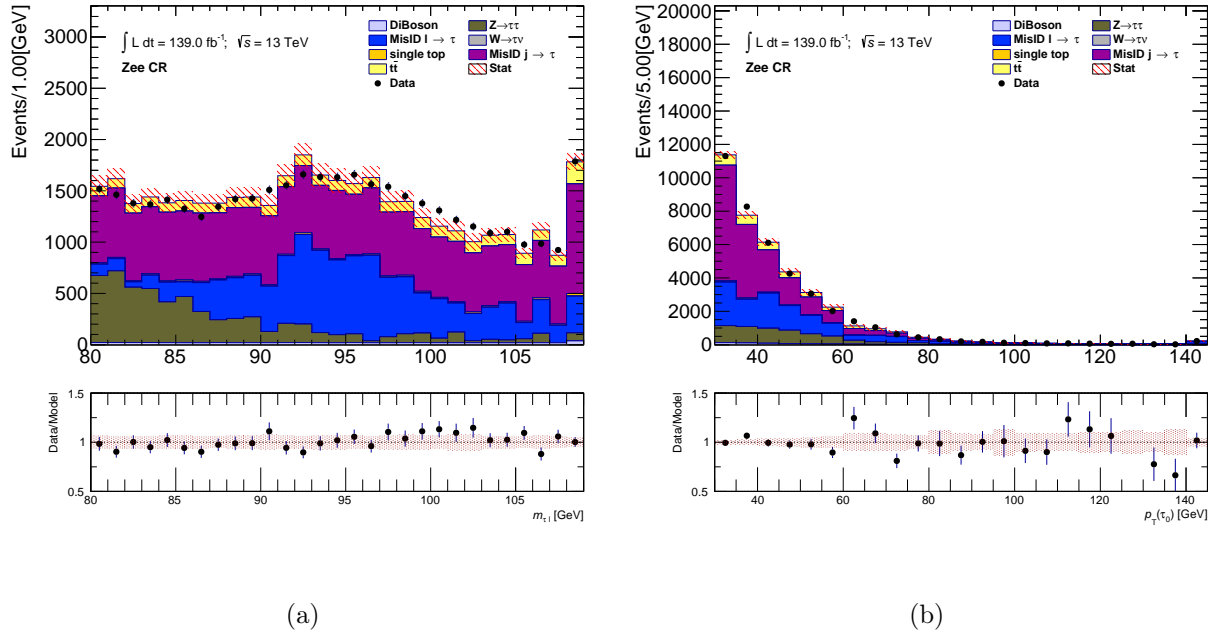 Events/1.00[GeV]
3000
2500
2000
1500
1000
500
0
∫ L dt = 139.0 fb⁻¹; √s = 13 TeV
Zee CR
DiBoson
MisID l → τ
single top
tt̄
Data
Z→ττ
W→τν
MisID j → τ
Stat
80 85 90 95 100 105
Data/Model
1.5
1
0.5
80 85 90 95 100 105
m_τ l [GeV]
(a)
Events/5.00[GeV]
20000
18000
16000
14000
12000
10000
8000
6000
4000
2000
0
∫ L dt = 139.0 fb⁻¹; √s = 13 TeV
Zee CR
DiBoson
MisID l → τ
single top
tt̄
Data
Z→ττ
W→τν
MisID j → τ
Stat
40 60 80 100 120 140
Data/Model
1.5
1
0.5
40 60 80 100 120 140
p_T(τ₀) [GeV]
(b)